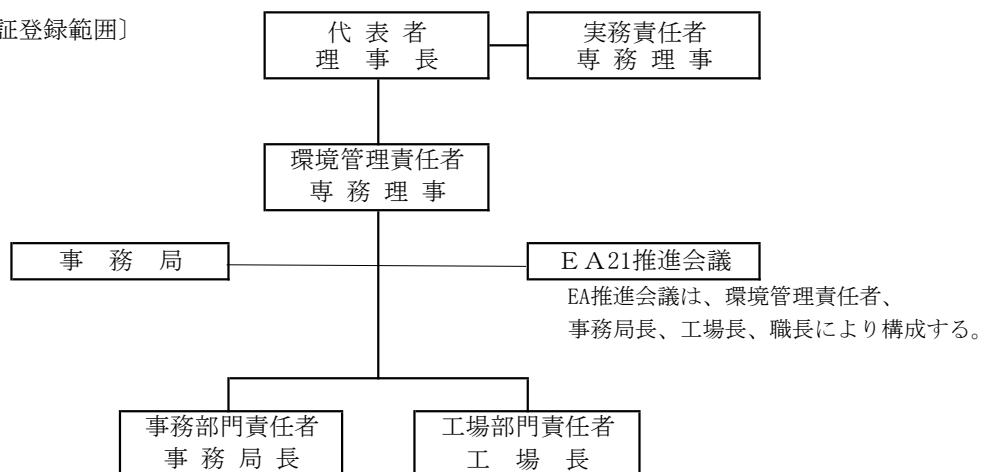 証登録範囲〕
代 表 者
理 事 長
実務責任者
専 務 理 事
環境管理責任者
専 務 理 事
事 務 局
ＥＡ21推進会議
EA推進会議は、環境管理責任者、
事務局長、工場長、職長により構成する。
事務部門責任者
事 務 局 長
工場部門責任者
工 場 長